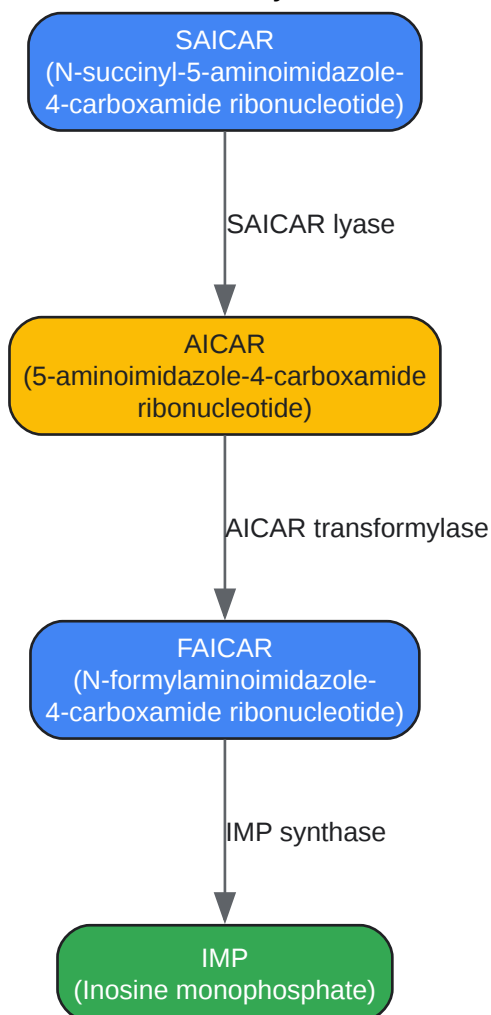 SAICAR
(N-succinyl-5-aminoimidazole-
4-carboxamide ribonucleotide)
SAICAR lyase
AICAR
(5-aminoimidazole-4-carboxamide
ribonucleotide)
AICAR transformylase
FAICAR
(N-formylaminoimidazole-
4-carboxamide ribonucleotide)
IMP synthase
IMP
(Inosine monophosphate)